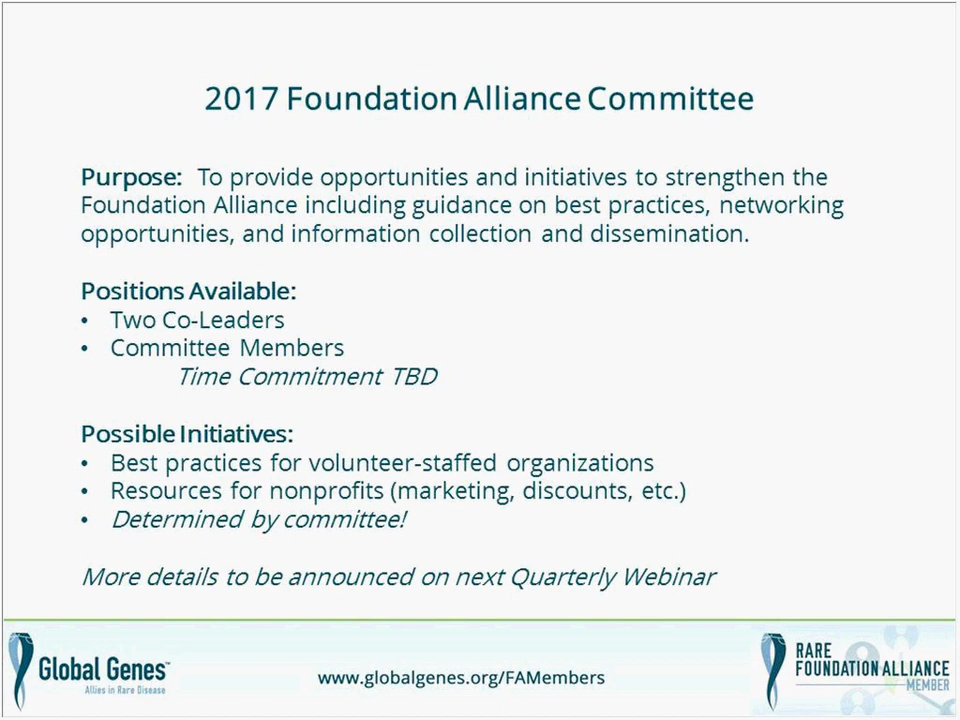 2017 Foundation Alliance Committee
Purpose: To provide opportunities and initiatives to strengthen the
Foundation Alliance including guidance on best practices, networking
opportunities, and information collection and dissemination.
Positions Available:
• Two Co-Leaders
• Committee Members
Time Commitment TBD
Possible Initiatives:
• Best practices for volunteer-staffed organizations
• Resources for nonprofits (marketing, discounts, etc.)
• Determined by committee!
More details to be announced on next Quarterly Webinar
Global Genes™
Allies in Rare Disease
www.globalgenes.org/FAMembers
RARE
FOUNDATION ALLIANCE
MEMBER